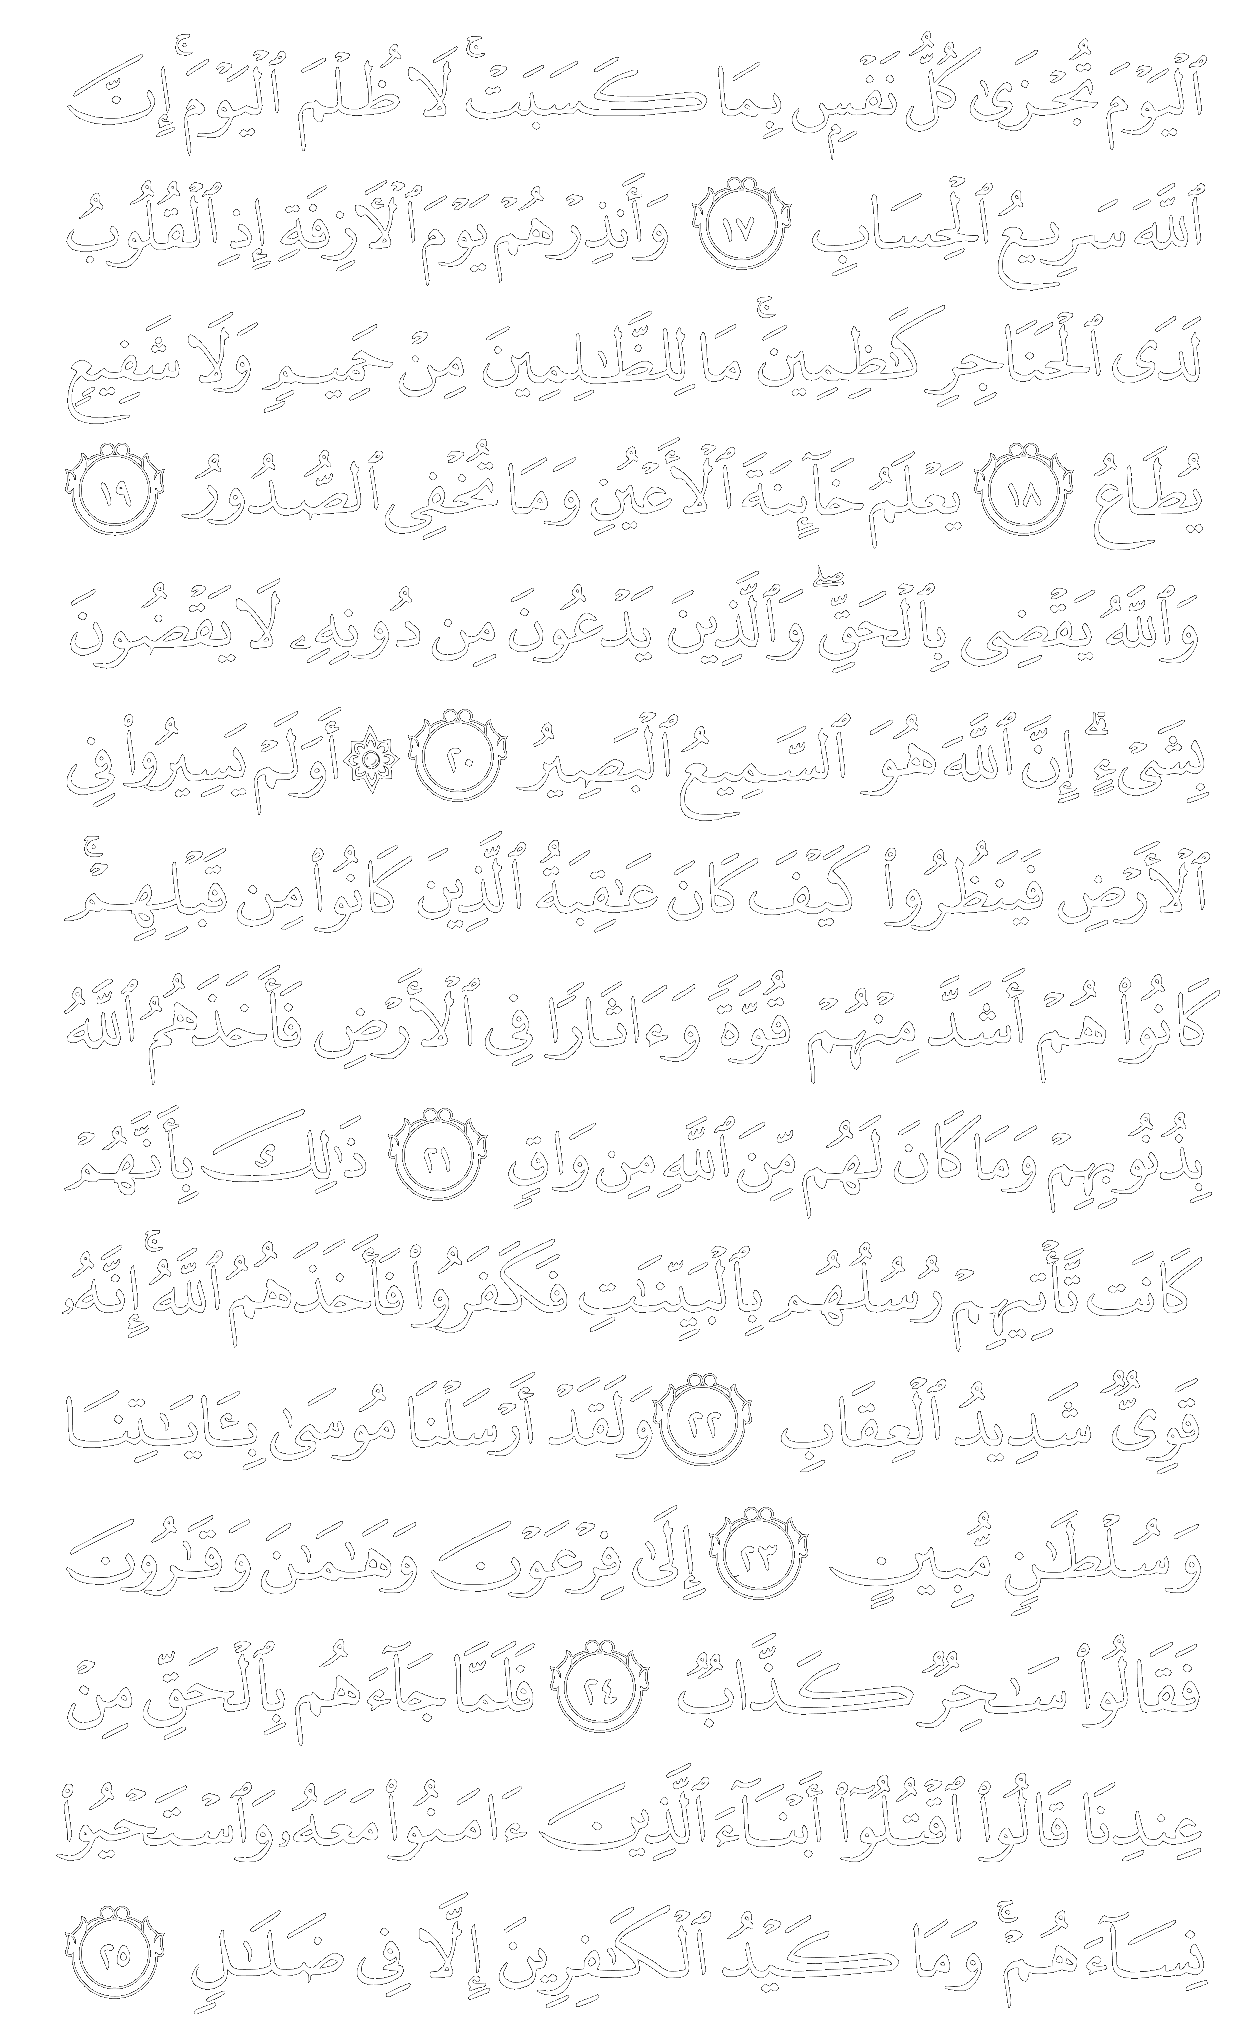 ٱلْيَوْمَ تُجْزَىٰ كُلُّ نَفْسٍۭ بِمَا كَسَبَتْ ۚ لَا ظُلْمَ ٱلْيَوْمَ ۚ إِنَّ
ٱللَّهَ سَرِيعُ ٱلْحِسَابِ ١٧ وَأَنذِرْهُمْ يَوْمَ ٱلْأَزِفَةِ إِذِ ٱلْقُلُوبُ
لَدَى ٱلْحَنَاجِرِ كَـٰظِمِينَ ۚ مَا لِلظَّـٰلِمِينَ مِنْ حَمِيمٍ وَلَا شَفِيعٍ
يُطَاعُ ١٨ يَعْلَمُ خَآئِنَةَ ٱلْأَعْيُنِ وَمَا تُخْفِى ٱلصُّدُورُ ١٩
وَٱللَّهُ يَقْضِى بِٱلْحَقِّ ۖ وَٱلَّذِينَ يَدْعُونَ مِن دُونِهِۦ لَا يَقْضُونَ
بِشَىْءٍ ۗ إِنَّ ٱللَّهَ هُوَ ٱلسَّمِيعُ ٱلْبَصِيرُ ٢٠ ۞ أَوَلَمْ يَسِيرُوا۟ فِى
ٱلْأَرْضِ فَيَنظُرُوا۟ كَيْفَ كَانَ عَـٰقِبَةُ ٱلَّذِينَ كَانُوا۟ مِن قَبْلِهِمْ ۚ
كَانُوا۟ هُمْ أَشَدَّ مِنْهُمْ قُوَّةً وَءَاثَارًا فِى ٱلْأَرْضِ فَأَخَذَهُمُ ٱللَّهُ
بِذُنُوبِهِمْ وَمَا كَانَ لَهُم مِّنَ ٱللَّهِ مِن وَاقٍ ٢١ ذَٰلِكَ بِأَنَّهُمْ
كَانَت تَّأْتِيهِمْ رُسُلُهُم بِٱلْبَيِّنَـٰتِ فَكَفَرُوا۟ فَأَخَذَهُمُ ٱللَّهُ ۚ إِنَّهُۥ
قَوِىٌّ شَدِيدُ ٱلْعِقَابِ ٢٢ وَلَقَدْ أَرْسَلْنَا مُوسَىٰ بِـَٔايَـٰتِنَا
وَسُلْطَـٰنٍ مُّبِينٍ ٢٣ إِلَىٰ فِرْعَوْنَ وَهَـٰمَـٰنَ وَقَـٰرُونَ
فَقَالُوا۟ سَـٰحِرٌ كَذَّابٌ ٢٤ فَلَمَّا جَآءَهُم بِٱلْحَقِّ مِنْ
عِندِنَا قَالُوا۟ ٱقْتُلُوٓا۟ أَبْنَآءَ ٱلَّذِينَ ءَامَنُوا۟ مَعَهُۥ وَٱسْتَحْيُوا۟
نِسَآءَهُمْ ۚ وَمَا كَيْدُ ٱلْكَـٰفِرِينَ إِلَّا فِى ضَلَـٰلٍ ٢٥